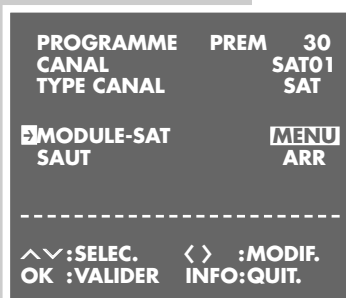 PROGRAMME PREM 30
CANAL SAT01
TYPE CANAL SAT
MODULE-SAT MENU
SAUT ARR
:SELEC. < > :MODIF.
OK :VALIDER INFO:QUIT.